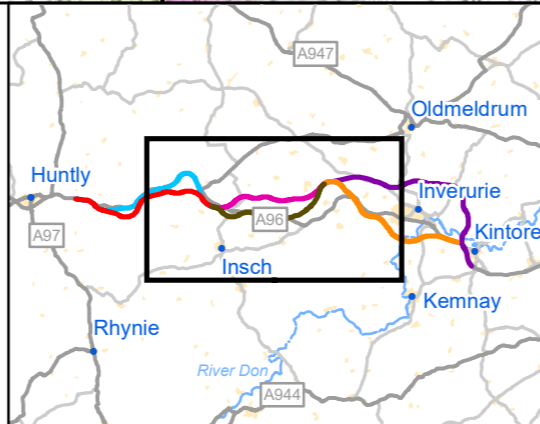 A947
Oldmeldrum
Huntly
Inverurie
A96
A97
Kintore
Insch
Kemnay
Rhynie
River Don
A944